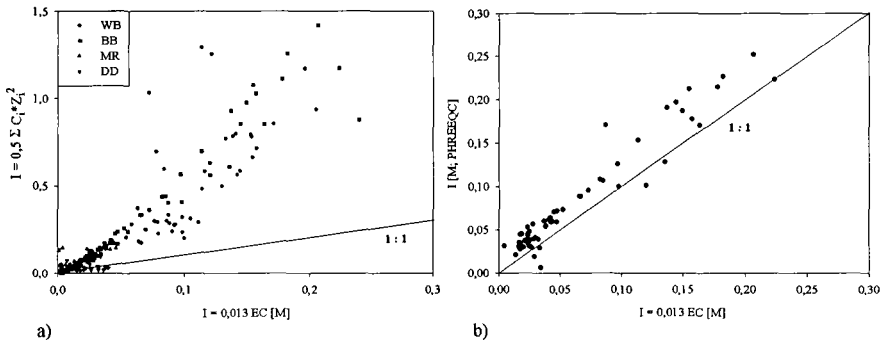 I = 0,5 Σ C_i*Z_i^2
1,5
1,0
0,5
0,0
WB
BB
MR
DD
1 : 1
0,0
0,1
0,2
0,3
I = 0,013 EC [M]
a)
I [M; PHREEQC]
0,30
0,25
0,20
0,15
0,10
0,05
0,00
1 : 1
0,00
0,05
0,10
0,15
0,20
0,25
0,30
I = 0,013 EC [M]
b)